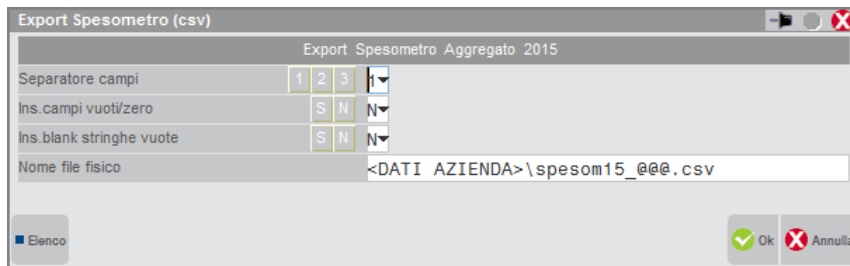 Export Spesometro (csv)
Export Spesometro Aggregato 2015
Separatore campi 1 2 3 1
Ins.campi vuoti/zero S N N
Ins.blank stringhe vuote S N N
Nome file fisico <DATI AZIENDA>\spesom15_@@@.csv
Elenco Ok Annulla